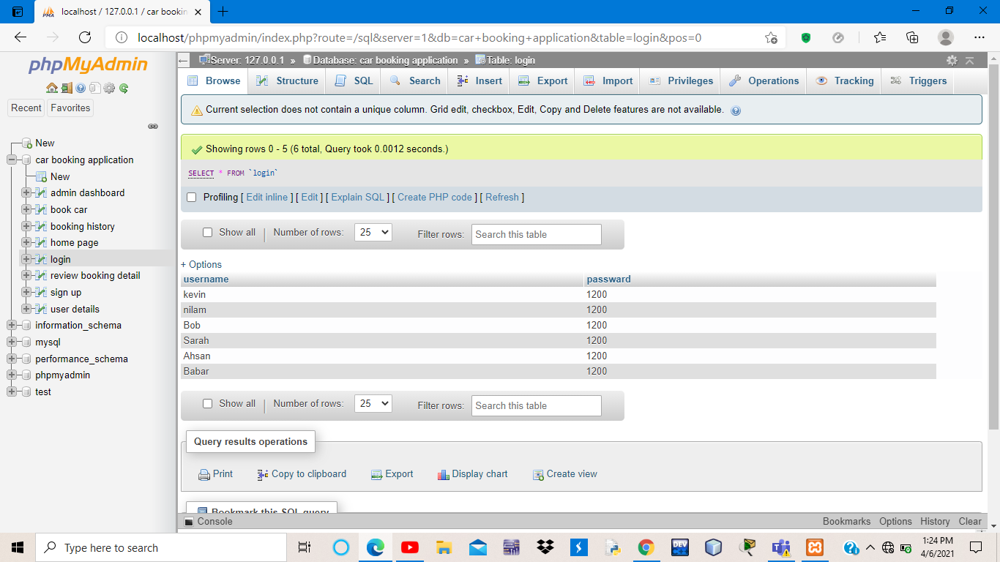 localhost / 127.0.0.1 / car bookin
localhost/phpmyadmin/index.php?route=/sql&server=1&db=car+booking+application&table=login&pos=0
phpMyAdmin
Recent Favorites
New
car booking application
New
admin dashboard
book car
booking history
home page
login
review booking detail
sign up
user details
information_schema
mysql
performance_schema
phpmyadmin
test
Server: 127.0.0.1 » Database: car booking application » Table: login
Browse Structure SQL Search Insert Export Import Privileges Operations Tracking Triggers
Current selection does not contain a unique column. Grid edit, checkbox, Edit, Copy and Delete features are not available.
Showing rows 0 - 5 (6 total, Query took 0.0012 seconds.)
SELECT * FROM `login`
Profiling [ Edit inline ] [ Edit ] [ Explain SQL ] [ Create PHP code ] [ Refresh ]
Show all | Number of rows: 25 Filter rows: Search this table
+ Options
username passward
kevin 1200
nilam 1200
Bob 1200
Sarah 1200
Ahsan 1200
Babar 1200
Show all | Number of rows: 25 Filter rows: Search this table
Query results operations
Print Copy to clipboard Export Display chart Create view
Bookmark this SQL query
Console Bookmarks Options History Clear
Type here to search
DEV
1:24 PM
4/6/2021